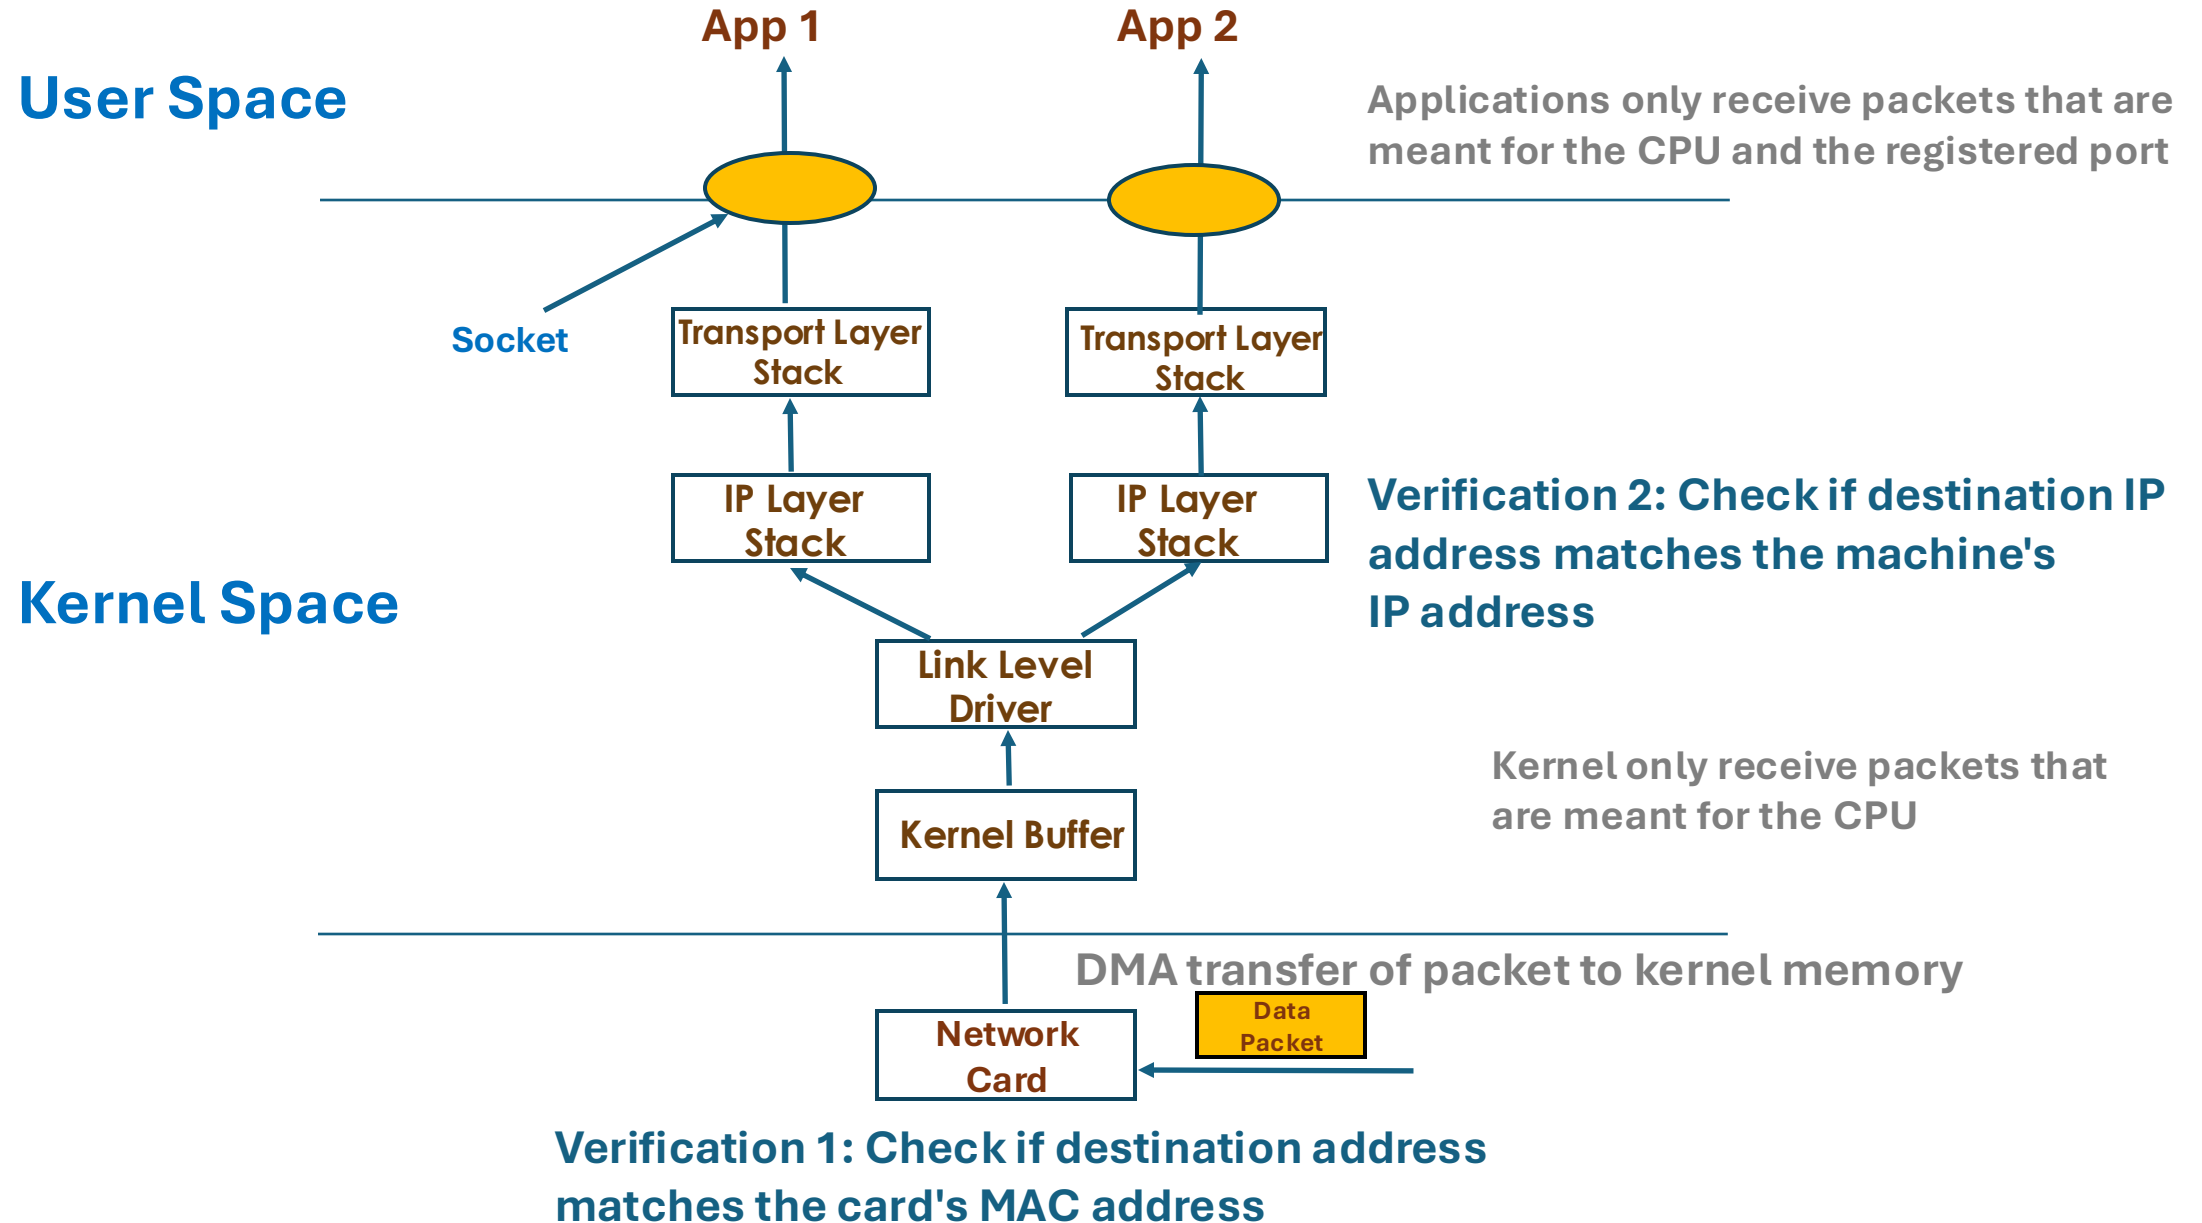 App 1
App 2
User Space
Applications only receive packets that are
meant for the CPU and the registered port
Socket
Transport Layer
Stack
Transport Layer
Stack
IP Layer
Stack
IP Layer
Stack
Verification 2: Check if destination IP
address matches the machine's
IP address
Kernel Space
Link Level
Driver
Kernel only receive packets that
are meant for the CPU
Kernel Buffer
DMA transfer of packet to kernel memory
Data
Packet
Network
Card
Verification 1: Check if destination address
matches the card's MAC address